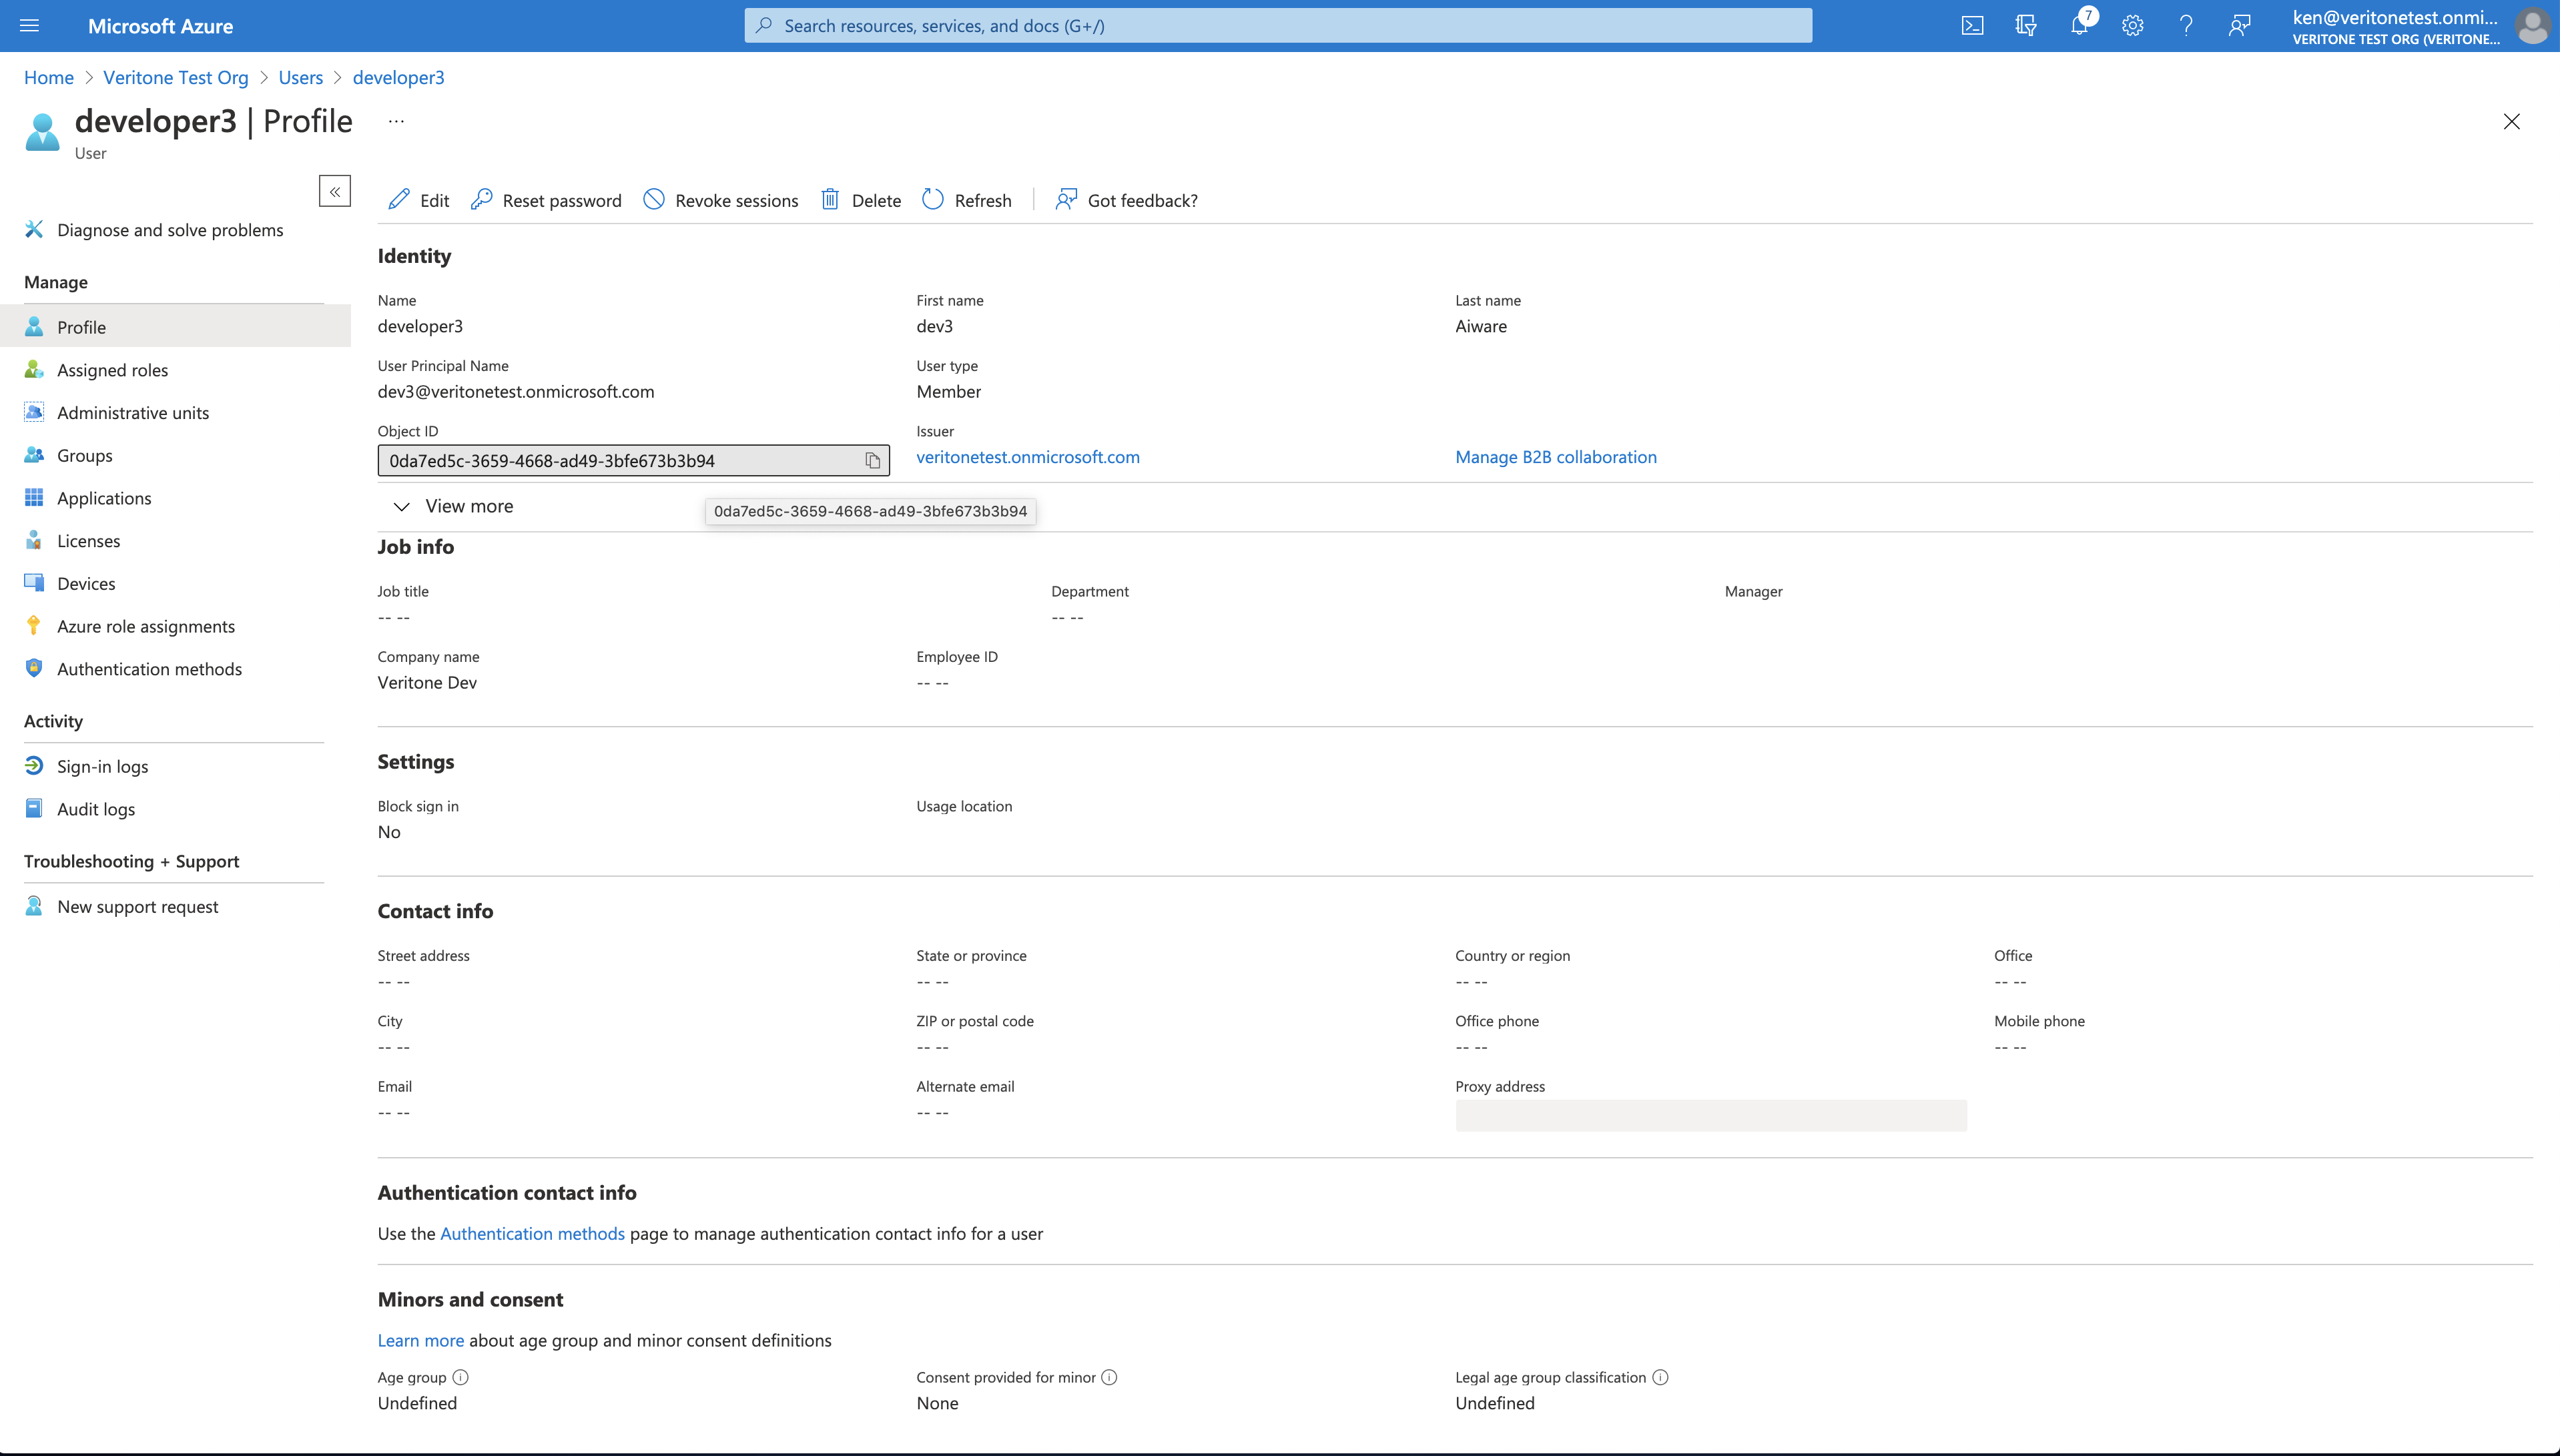 Microsoft Azure
Search resources, services, and docs (G+/)
7
ken@veritonetest.onmi...
VERITONE TEST ORG (VERITONE...
Home > Veritone Test Org > Users > developer3
developer3 | Profile ...
User
«
Diagnose and solve problems
Manage
Profile
Assigned roles
Administrative units
Groups
Applications
Licenses
Devices
Azure role assignments
Authentication methods
Activity
Sign-in logs
Audit logs
Troubleshooting + Support
New support request
Edit Reset password Revoke sessions Delete Refresh | Got feedback?
Identity
Name First name Last name
developer3 dev3 Aiware
User Principal Name User type
dev3@veritonetest.onmicrosoft.com Member
Object ID Issuer
0da7ed5c-3659-4668-ad49-3bfe673b3b94 veritonetest.onmicrosoft.com Manage B2B collaboration
View more
0da7ed5c-3659-4668-ad49-3bfe673b3b94
Job info
Job title Department Manager
-- -- -- --
Company name Employee ID
Veritone Dev -- --
Settings
Block sign in Usage location
No
Contact info
Street address State or province Country or region Office
-- -- -- -- -- -- -- --
City ZIP or postal code Office phone Mobile phone
-- -- -- -- -- -- -- --
Email Alternate email Proxy address
-- -- -- --
Authentication contact info
Use the Authentication methods page to manage authentication contact info for a user
Minors and consent
Learn more about age group and minor consent definitions
Age group Consent provided for minor Legal age group classification
Undefined None Undefined